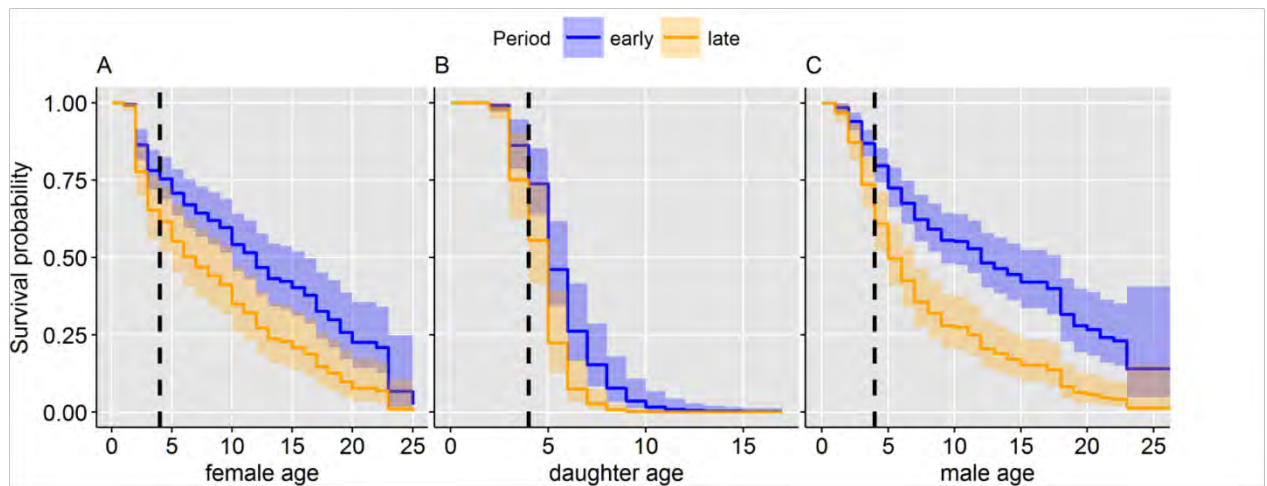 Period early late
A B C
Survival probability
1.00
0.75
0.50
0.25
0.00
0 5 10 15 20 25
female age
0 5 10 15
daughter age
0 5 10 15 20 25
male age